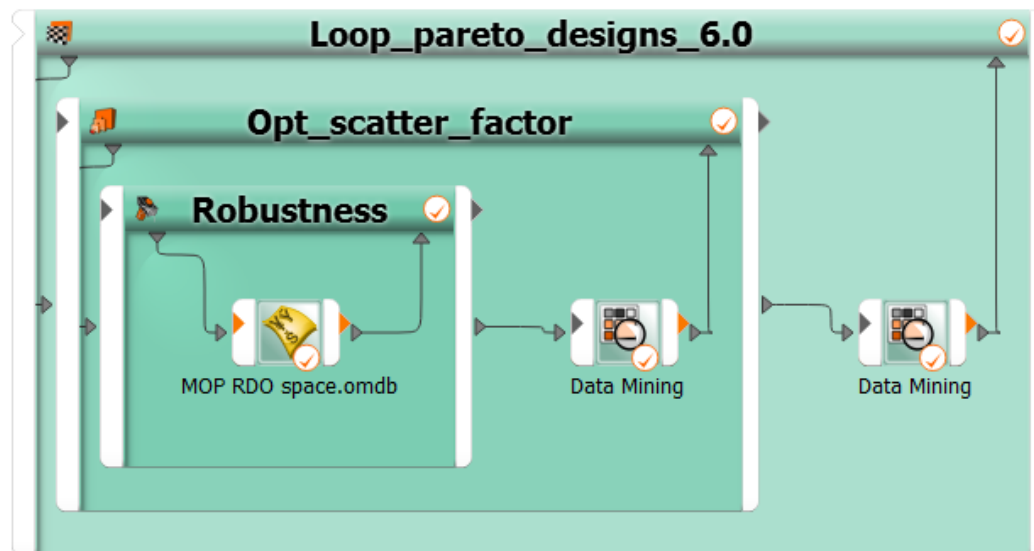 Loop_pareto_designs_6.0
Opt_scatter_factor
Robustness
MOP RDO space.omdb
Data Mining
Data Mining